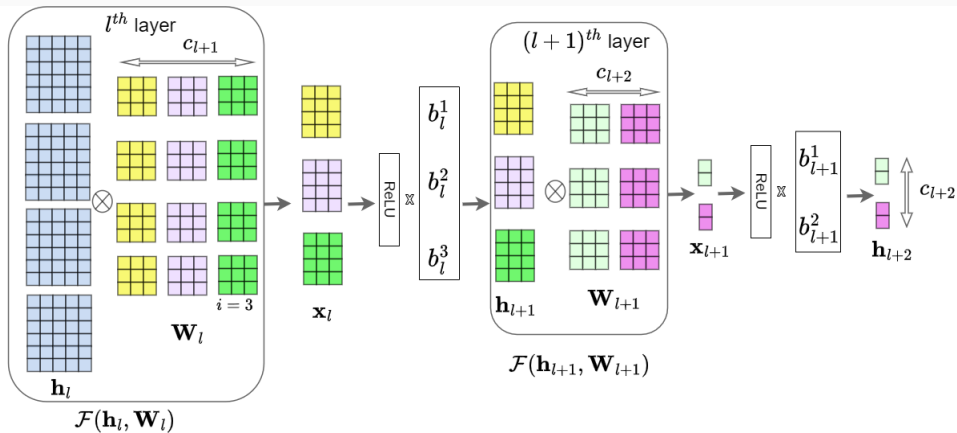 l^{th} layer
c_{l+1}
i = 3
W_l
h_l
F(h_l, W_l)
x_l
ReLU
b_l^1
b_l^2
b_l^3
(l + 1)^{th} layer
c_{l+2}
h_{l+1}
W_{l+1}
F(h_{l+1}, W_{l+1})
x_{l+1}
ReLU
b_{l+1}^1
b_{l+1}^2
c_{l+2}
h_{l+2}